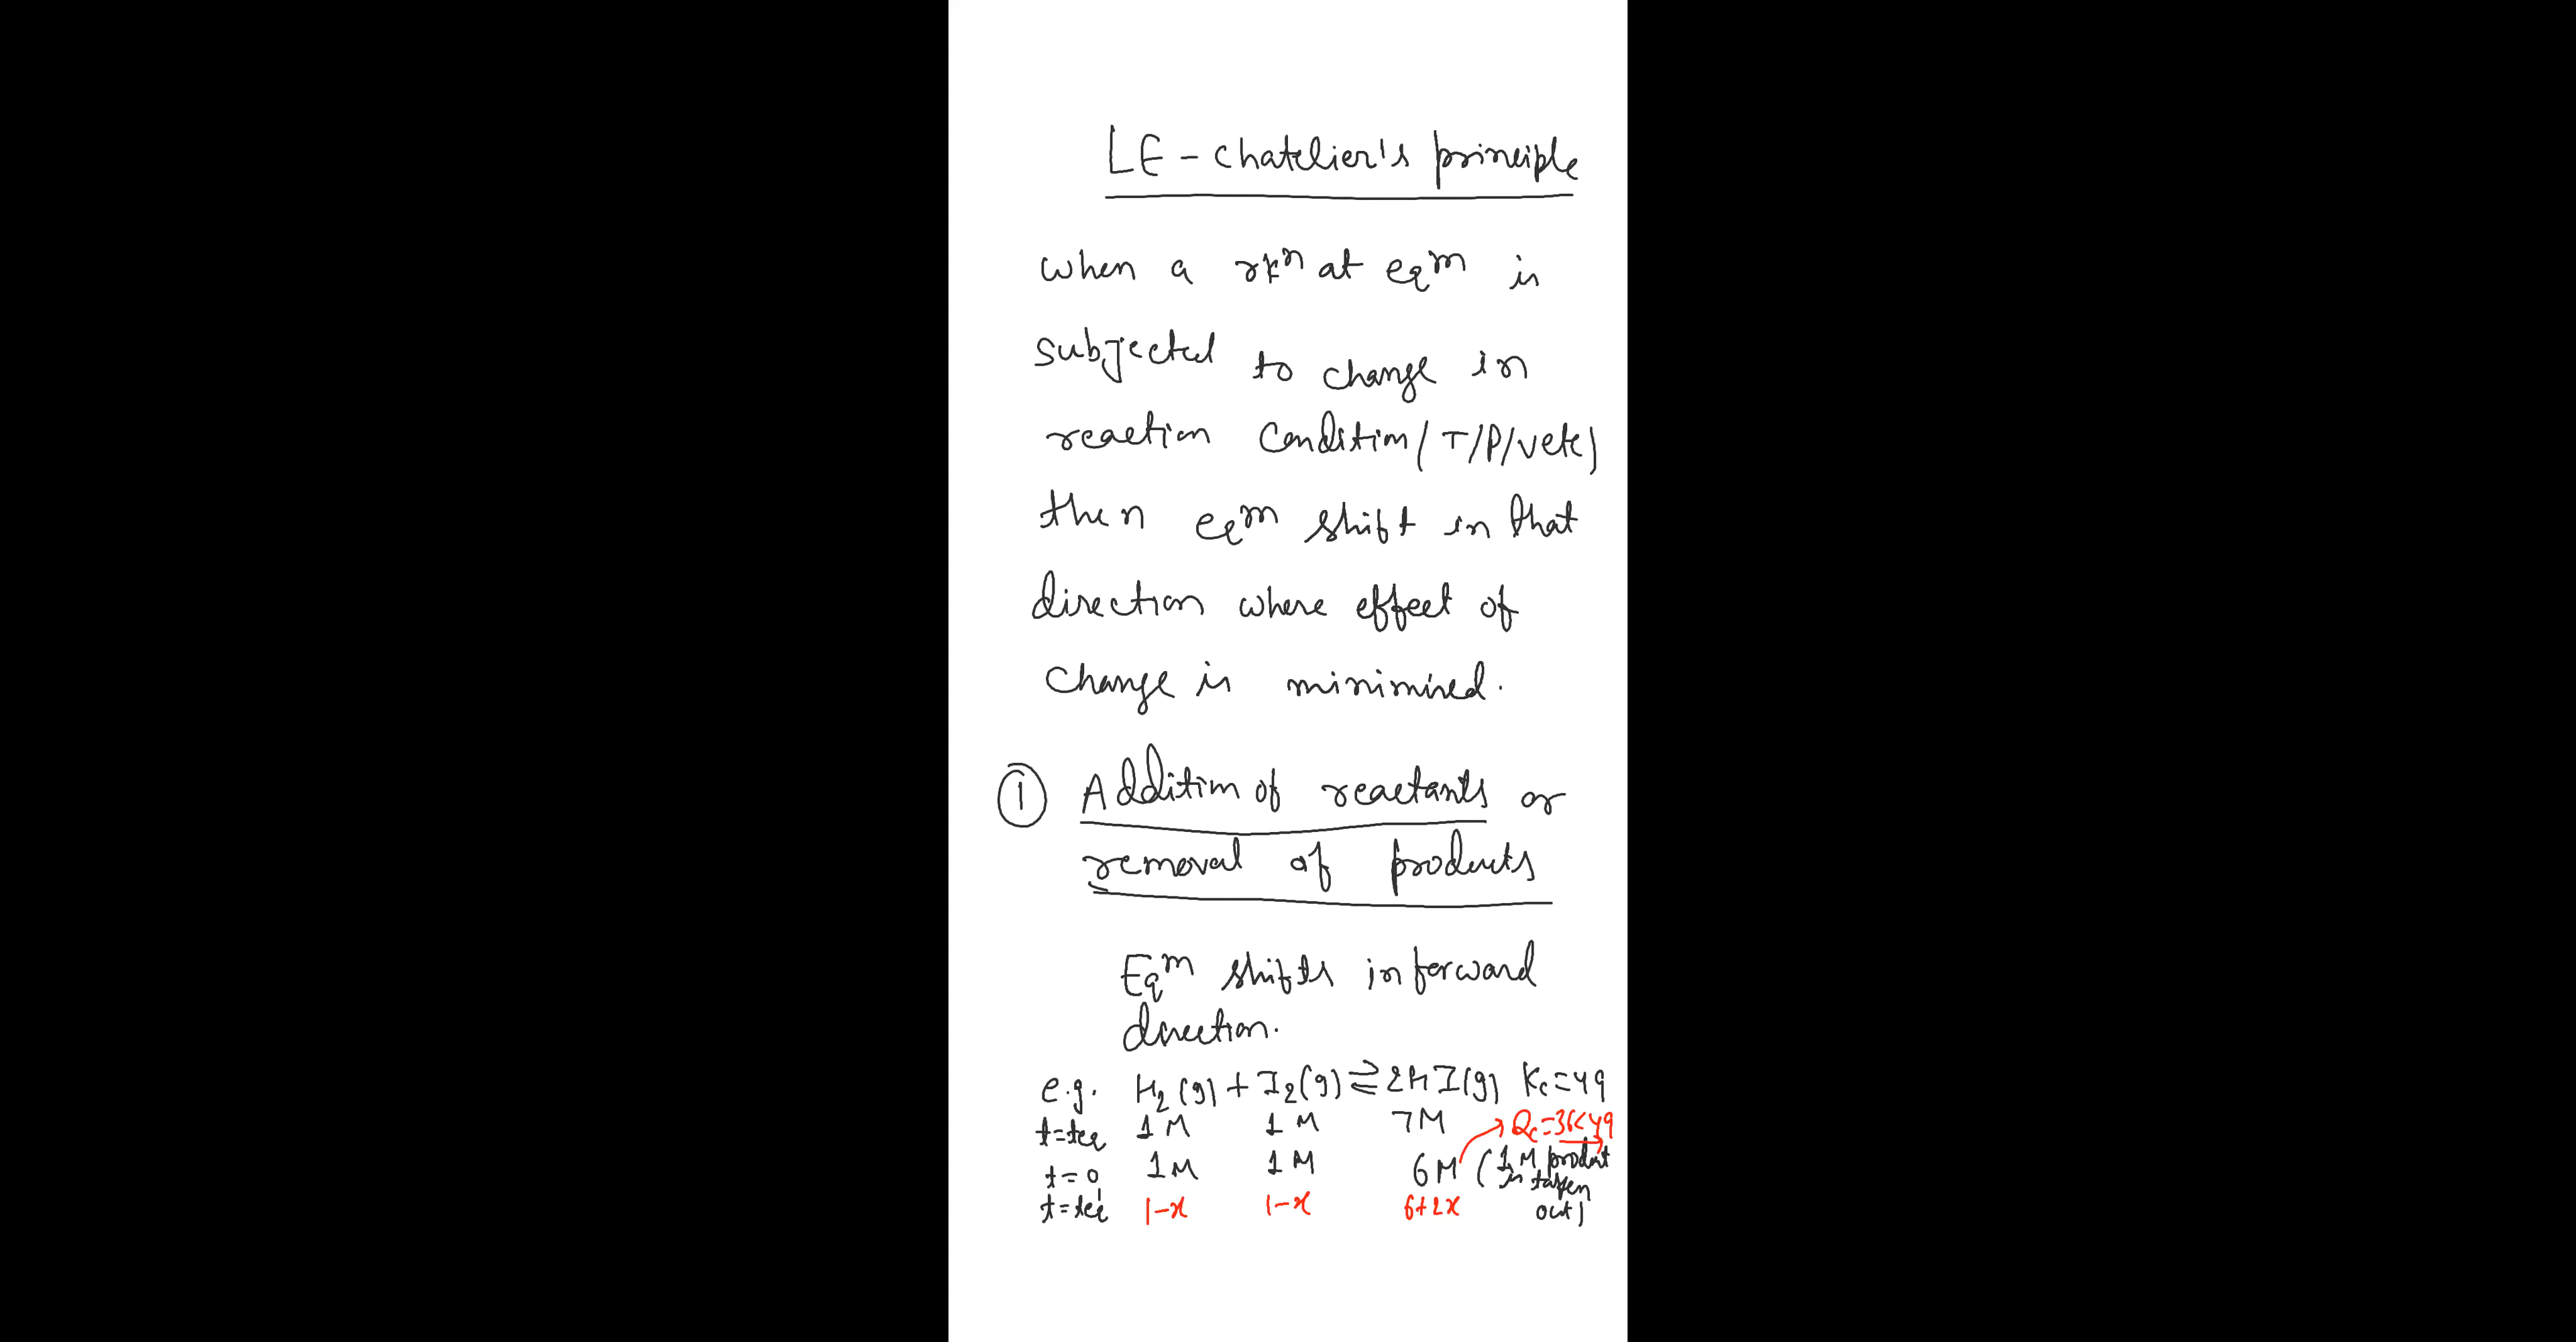 LE - chatelier's principle
when a rxⁿ at eqᵐ is
subjected to change in
reaction condition (T/P/V etc)
then eqᵐ shift in that
direction where effect of
change is minimised.
① Addition of reactants or
removal of products
Eqᵐ shifts in forward
direction.
e.g. H₂(g) + I₂(g) ⇌ 2HI(g) Kc = 49
t=teq 1M 1M 7M Qc = 36 < 49
t=0 1M 1M 6M (1M product is taken out)
t=teq' 1-x 1-x 6+2x